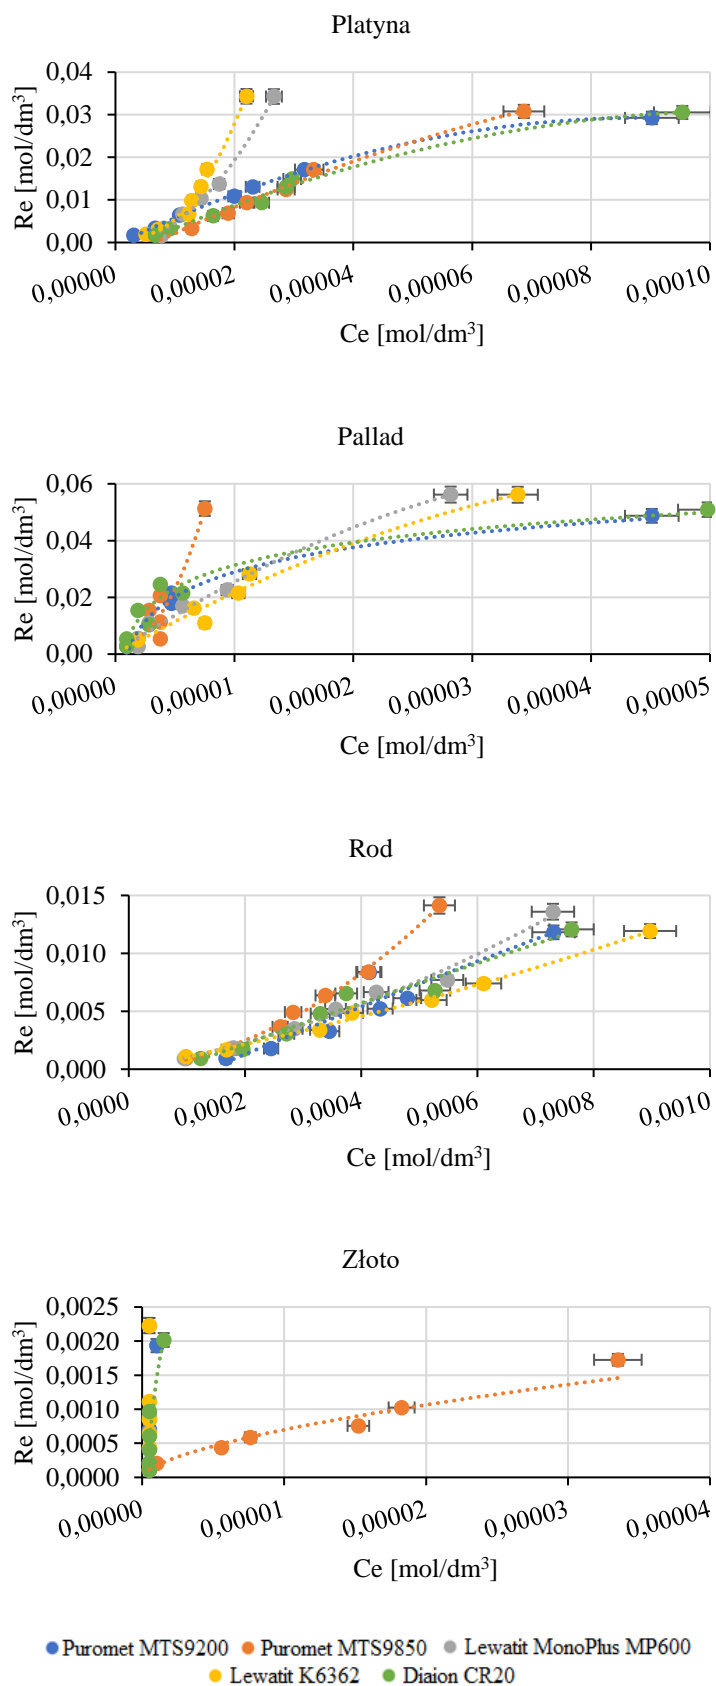 Platyna
Re [mol/dm³]
0,04
0,03
0,02
0,01
0,00
0,00000 0,00002 0,00004 0,00006 0,00008 0,00010
Ce [mol/dm³]
Pallad
Re [mol/dm³]
0,06
0,04
0,02
0,00
0,00000 0,00001 0,00002 0,00003 0,00004 0,00005
Ce [mol/dm³]
Rod
Re [mol/dm³]
0,015
0,010
0,005
0,000
0,0000 0,0002 0,0004 0,0006 0,0008 0,0010
Ce [mol/dm³]
Złoto
Re [mol/dm³]
0,0025
0,0020
0,0015
0,0010
0,0005
0,0000
0,00000 0,00001 0,00002 0,00003 0,00004
Ce [mol/dm³]
Puromet MTS9200 Puromet MTS9850 Lewatit MonoPlus MP600
Lewatit K6362 Diaion CR20